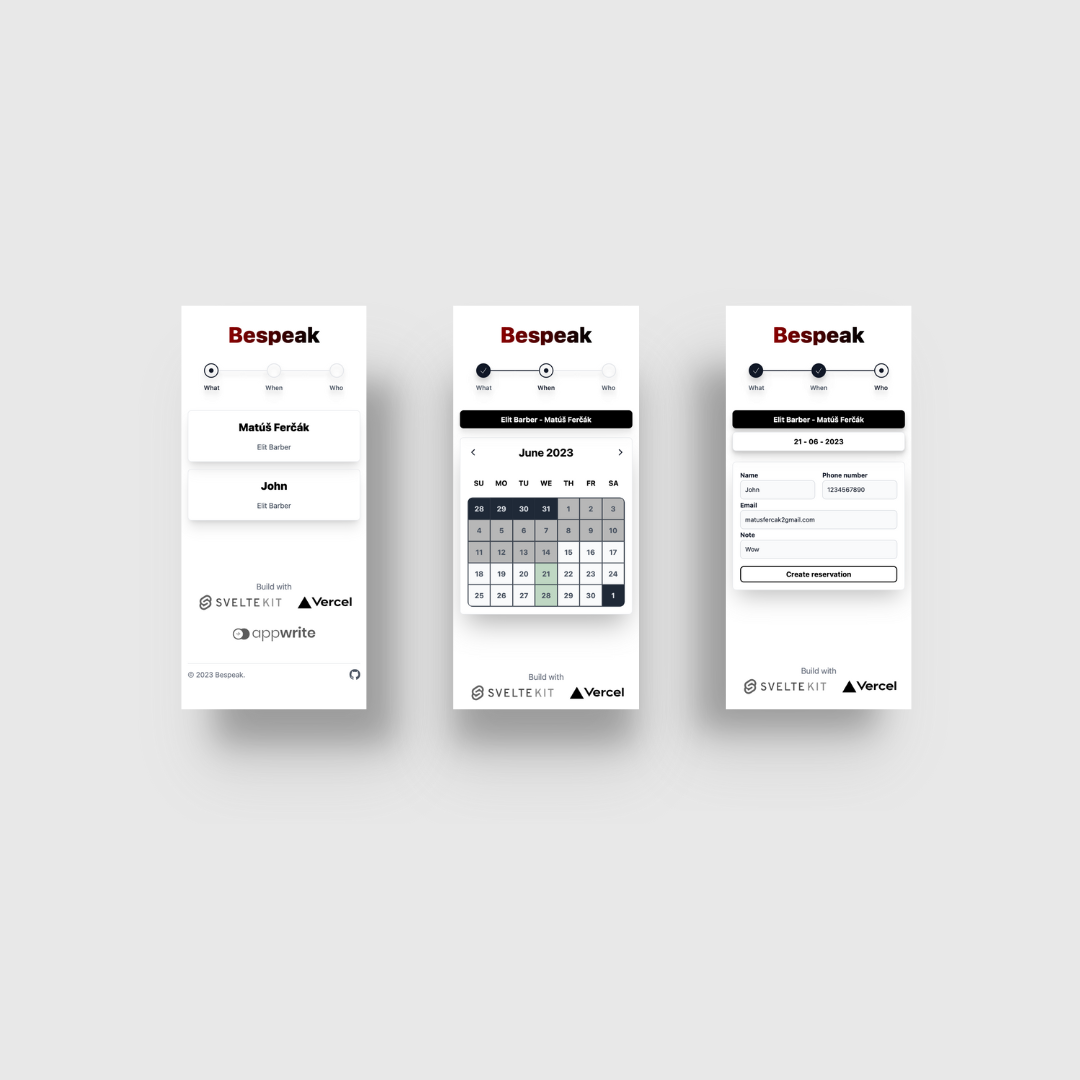 Bespeak
What When Who
Matúš Ferčák
Elit Barber
John
Elit Barber
Build with
SVELTEKIT Vercel
appwrite
© 2023 Bespeak.
Bespeak
What When Who
Elit Barber - Matúš Ferčák
June 2023
SU MO TU WE TH FR SA
28 29 30 31 1 2 3
4 5 6 7 8 9 10
11 12 13 14 15 16 17
18 19 20 21 22 23 24
25 26 27 28 29 30 1
Build with
SVELTEKIT Vercel
Bespeak
What When Who
Elit Barber - Matúš Ferčák
21 - 06 - 2023
Name Phone number
John 1234567890
Email
matusfercak2gmail.com
Note
Wow
Create reservation
Build with
SVELTEKIT Vercel